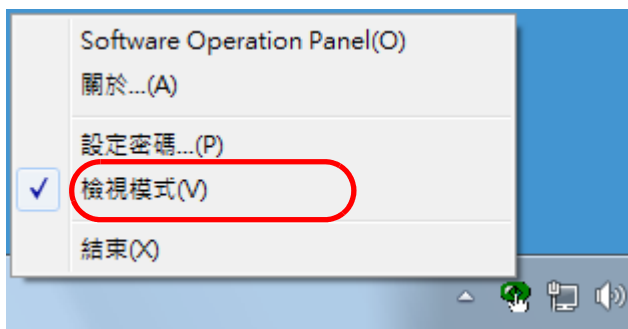 Software Operation Panel(O)
關於...(A)
設定密碼...(P)
檢視模式(V)
結束(X)